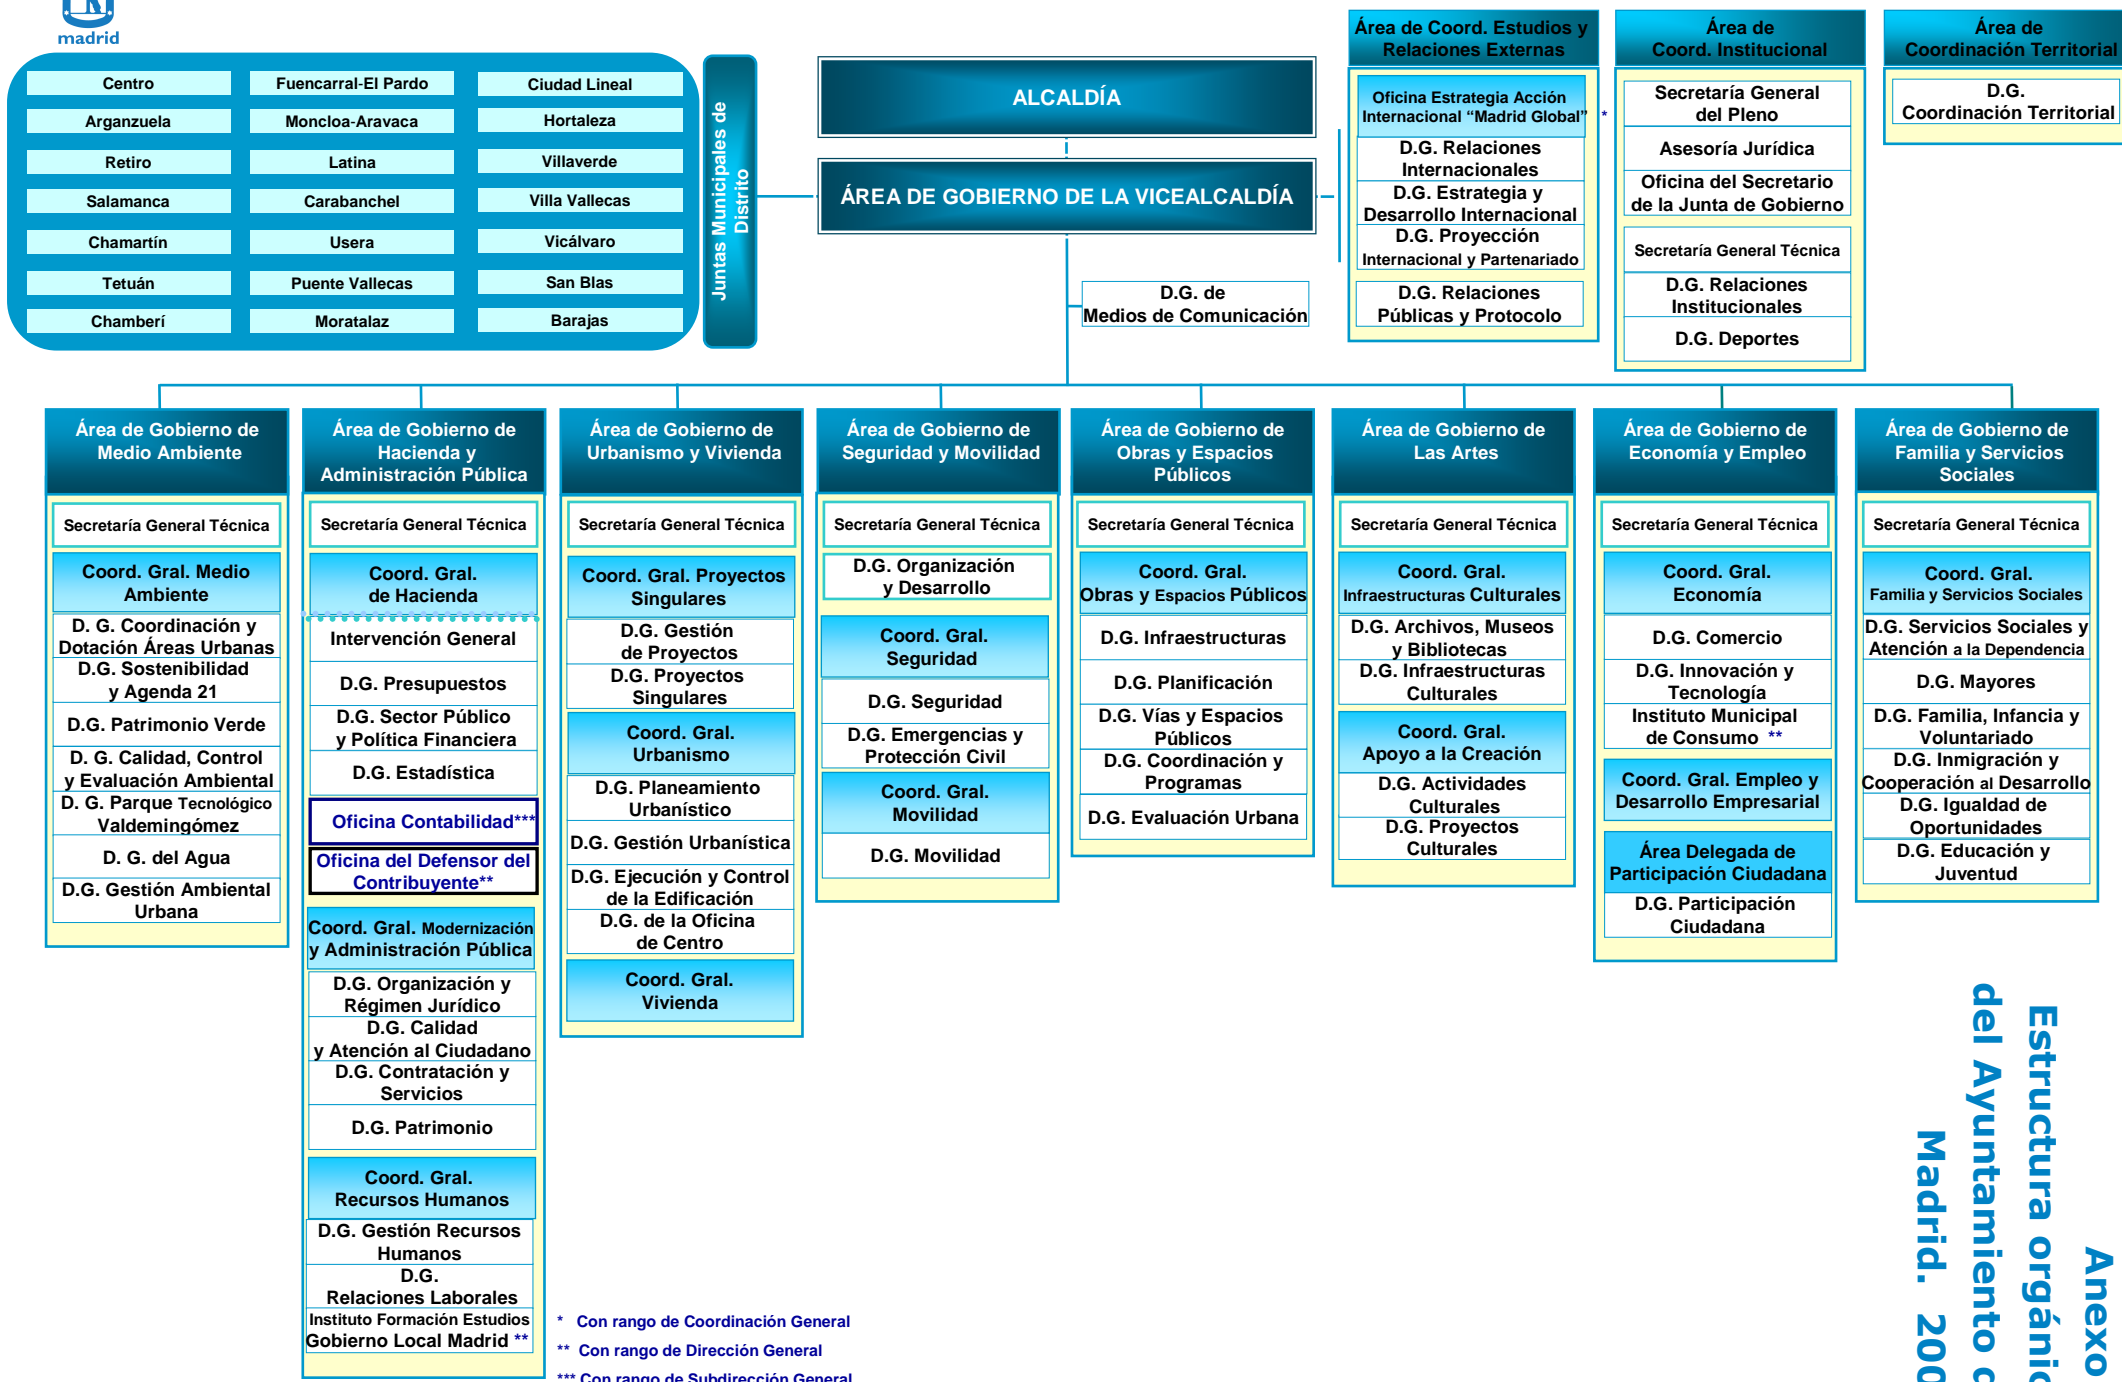 madrid
Centro
Arganzuela
Retiro
Salamanca
Chamartín
Tetuán
Chamberí
Fuencarral-El Pardo
Moncloa-Aravaca
Latina
Carabanchel
Usera
Puente Vallecas
Moratalaz
Ciudad Lineal
Hortaleza
Villaverde
Villa Vallecas
Vicálvaro
San Blas
Barajas
Juntas Municipales de
Distrito
ALCALDÍA
ÁREA DE GOBIERNO DE LA VICEALCALDÍA
D.G. de
Medios de Comunicación
Área de Coord. Estudios y
Relaciones Externas
Oficina Estrategia Acción
Internacional “Madrid Global” *
D.G. Relaciones
Internacionales
D.G. Estrategia y
Desarrollo Internacional
D.G. Proyección
Internacional y Partenariado
D.G. Relaciones
Públicas y Protocolo
Área de
Coord. Institucional
Secretaría General
del Pleno
Asesoría Jurídica
Oficina del Secretario
de la Junta de Gobierno
Secretaría General Técnica
D.G. Relaciones
Institucionales
D.G. Deportes
Área de
Coordinación Territorial
D.G.
Coordinación Territorial
Área de Gobierno de
Medio Ambiente
Secretaría General Técnica
Coord. Gral. Medio
Ambiente
D. G. Coordinación y
Dotación Áreas Urbanas
D.G. Sostenibilidad
y Agenda 21
D.G. Patrimonio Verde
D. G. Calidad, Control
y Evaluación Ambiental
D. G. Parque Tecnológico
Valdemingómez
D. G. del Agua
D.G. Gestión Ambiental
Urbana
Área de Gobierno de
Hacienda y
Administración Pública
Secretaría General Técnica
Coord. Gral.
de Hacienda
Intervención General
D.G. Presupuestos
D.G. Sector Público
y Política Financiera
D.G. Estadística
Oficina Contabilidad***
Oficina del Defensor del
Contribuyente**
Coord. Gral. Modernización
y Administración Pública
D.G. Organización y
Régimen Jurídico
D.G. Calidad
y Atención al Ciudadano
D.G. Contratación y
Servicios
D.G. Patrimonio
Coord. Gral.
Recursos Humanos
D.G. Gestión Recursos
Humanos
D.G.
Relaciones Laborales
Instituto Formación Estudios
Gobierno Local Madrid **
Área de Gobierno de
Urbanismo y Vivienda
Secretaría General Técnica
Coord. Gral. Proyectos
Singulares
D.G. Gestión
de Proyectos
D.G. Proyectos
Singulares
Coord. Gral.
Urbanismo
D.G. Planeamiento
Urbanístico
D.G. Gestión Urbanística
D.G. Ejecución y Control
de la Edificación
D.G. de la Oficina
de Centro
Coord. Gral.
Vivienda
Área de Gobierno de
Seguridad y Movilidad
Secretaría General Técnica
D.G. Organización
y Desarrollo
Coord. Gral.
Seguridad
D.G. Seguridad
D.G. Emergencias y
Protección Civil
Coord. Gral.
Movilidad
D.G. Movilidad
Área de Gobierno de
Obras y Espacios
Públicos
Secretaría General Técnica
Coord. Gral.
Obras y Espacios Públicos
D.G. Infraestructuras
D.G. Planificación
D.G. Vías y Espacios
Públicos
D.G. Coordinación y
Programas
D.G. Evaluación Urbana
Área de Gobierno de
Las Artes
Secretaría General Técnica
Coord. Gral.
Infraestructuras Culturales
D.G. Archivos, Museos
y Bibliotecas
D.G. Infraestructuras
Culturales
Coord. Gral.
Apoyo a la Creación
D.G. Actividades
Culturales
D.G. Proyectos
Culturales
Área de Gobierno de
Economía y Empleo
Secretaría General Técnica
Coord. Gral.
Economía
D.G. Comercio
D.G. Innovación y
Tecnología
Instituto Municipal
de Consumo **
Coord. Gral. Empleo y
Desarrollo Empresarial
Área Delegada de
Participación Ciudadana
D.G. Participación
Ciudadana
Área de Gobierno de
Familia y Servicios
Sociales
Secretaría General Técnica
Coord. Gral.
Familia y Servicios Sociales
D.G. Servicios Sociales y
Atención a la Dependencia
D.G. Mayores
D.G. Familia, Infancia y
Voluntariado
D.G. Inmigración y
Cooperación al Desarrollo
D.G. Igualdad de
Oportunidades
D.G. Educación y
Juventud
* Con rango de Coordinación General
** Con rango de Dirección General
*** Con rango de Subdirección General
Anexo
Estructura
del Ayuntamiento
Madrid.